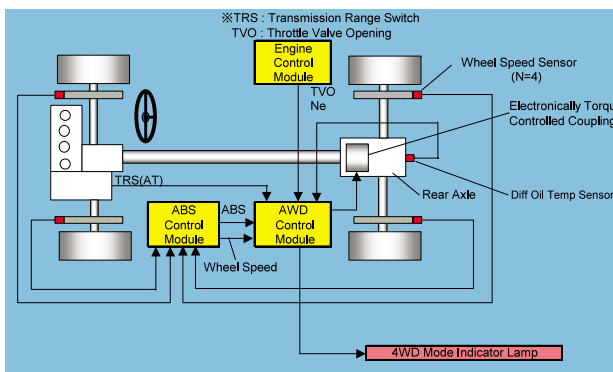 ※TRS : Transmission Range Switch
TVO : Throttle Valve Opening
Engine
Control
Module
TVO
Ne
Wheel Speed Sensor
(N=4)
Electronically Torqu
Controlled Coupling
TRS(AT)
Rear Axle
Diff Oil Temp Sensor
ABS
Control
Module
ABS
Wheel Speed
AWD
Control
Module
4WD Mode Indicator Lamp